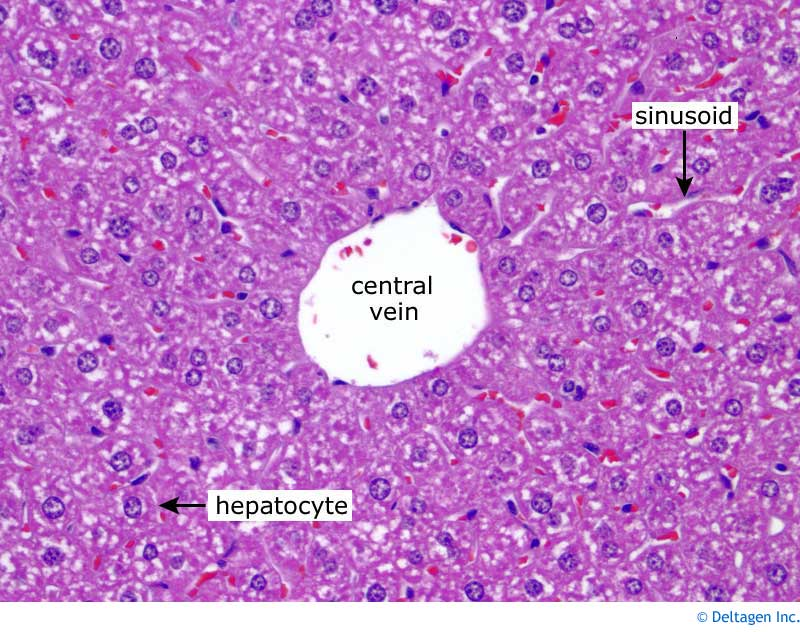 sinusoid
central
vein
hepatocyte
© Deltagen Inc.